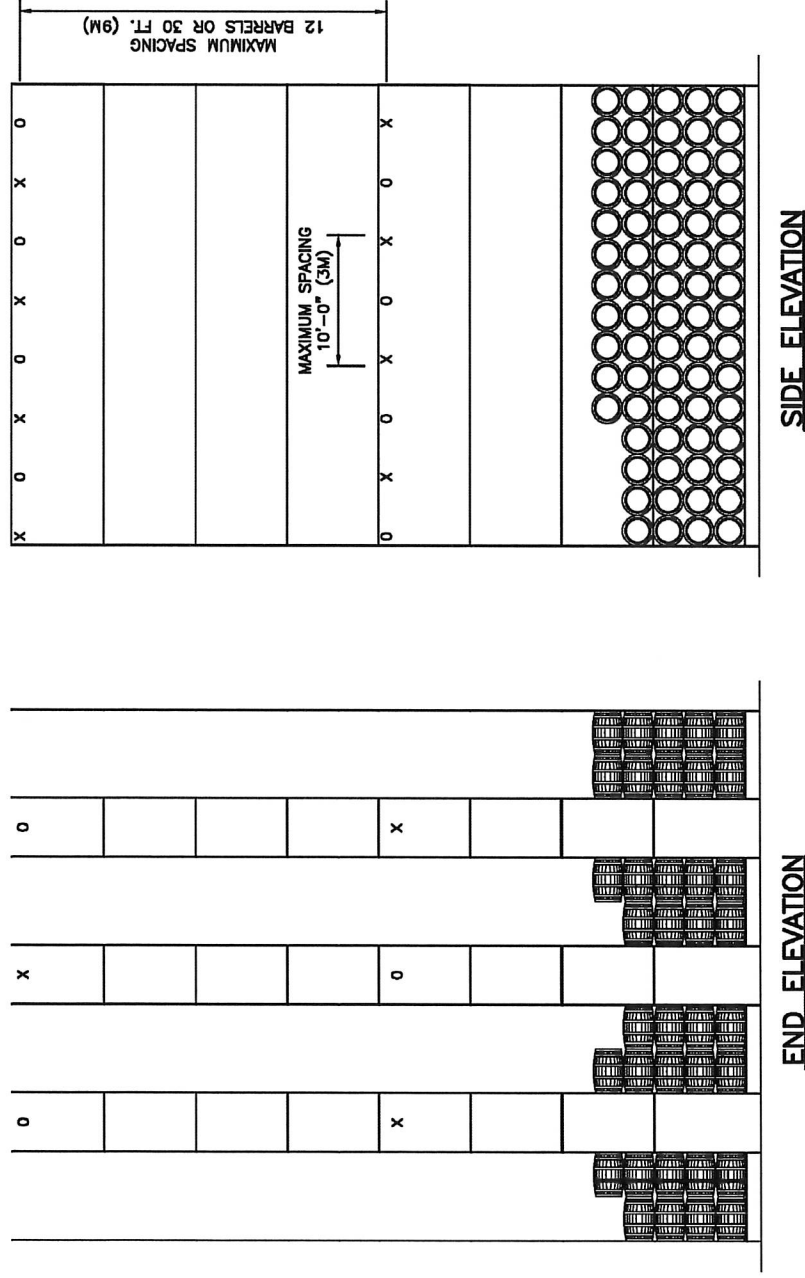 O X O
X O X
END ELEVATION
X O X O X O X O
MAXIMUM SPACING
12 BARRELS OR 30 FT. (9M)
MAXIMUM SPACING
10'-0" (3M)
O X O X O X O X
SIDE ELEVATION